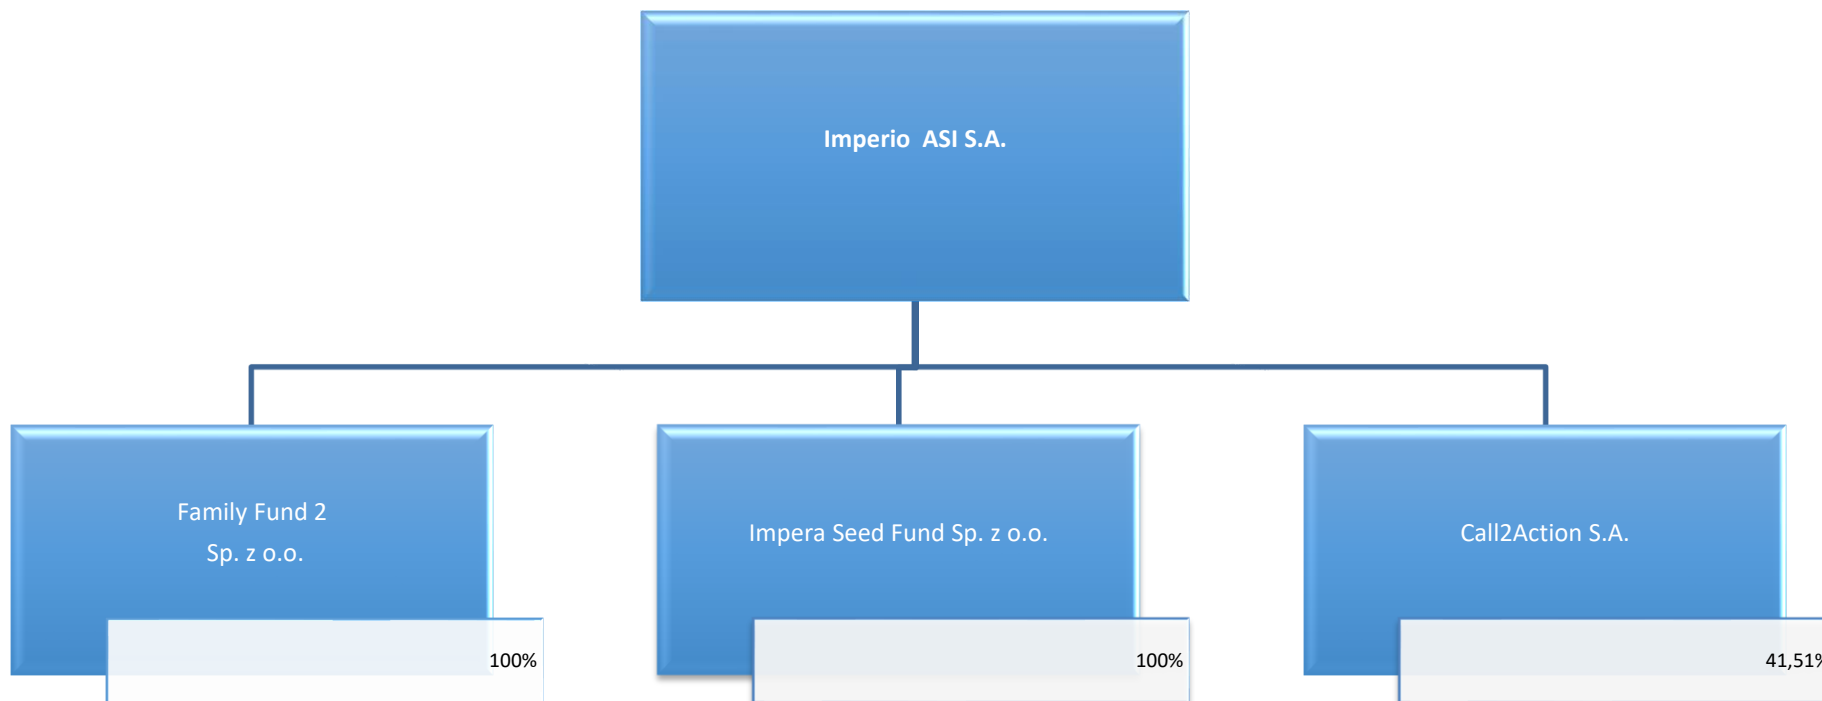 Imperio ASI S.A.
Family Fund 2
Sp. z o.o.
Impera Seed Fund Sp. z o.o.
Call2Action S.A.
100%
100%
41,51%